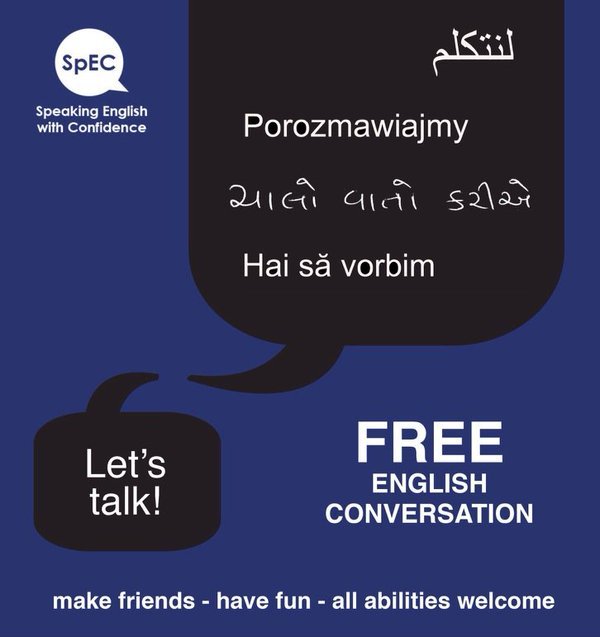 SpEC
Speaking English
with Confidence
لنتكلم
Porozmawiajmy
ચાલો વાતો કરીએ
Hai să vorbim
Let's
talk!
FREE
ENGLISH
CONVERSATION
make friends - have fun - all abilities welcome